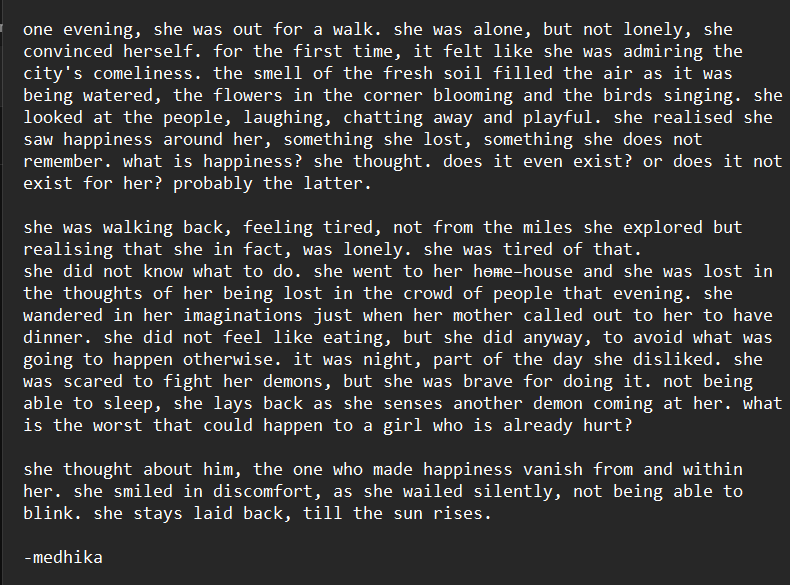 one evening, she was out for a walk. she was alone, but not lonely, she
convinced herself. for the first time, it felt like she was admiring the
city's comeliness. the smell of the fresh soil filled the air as it was
being watered, the flowers in the corner blooming and the birds singing. she
looked at the people, laughing, chatting away and playful. she realised she
saw happiness around her, something she lost, something she does not
remember. what is happiness? she thought. does it even exist? or does it not
exist for her? probably the latter.
she was walking back, feeling tired, not from the miles she explored but
realising that she in fact, was lonely. she was tired of that.
she did not know what to do. she went to her home house and she was lost in
the thoughts of her being lost in the crowd of people that evening. she
wandered in her imaginations just when her mother called out to her to have
dinner. she did not feel like eating, but she did anyway, to avoid what was
going to happen otherwise. it was night, part of the day she disliked. she
was scared to fight her demons, but she was brave for doing it. not being
able to sleep, she lays back as she senses another demon coming at her. what
is the worst that could happen to a girl who is already hurt?
she thought about him, the one who made happiness vanish from and within
her. she smiled in discomfort, as she wailed silently, not being able to
blink. she stays laid back, till the sun rises.
-medhika